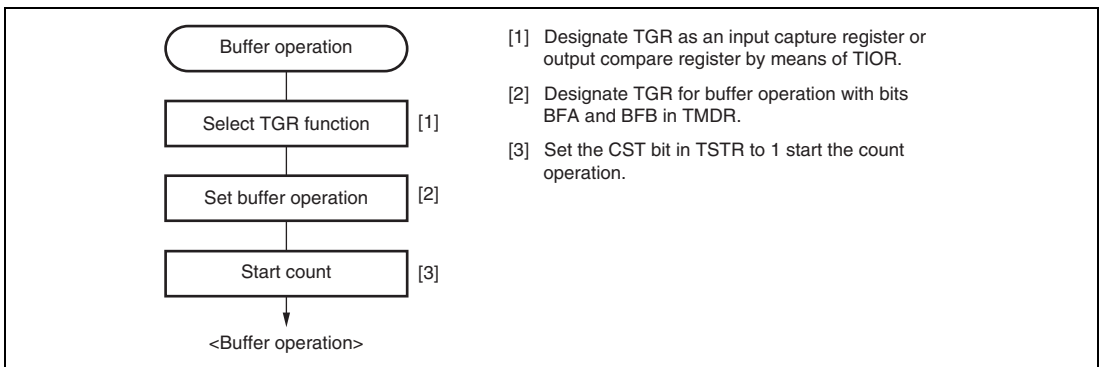 Buffer operation
Select TGR function
[1]
Set buffer operation
[2]
Start count
[3]
<Buffer operation>
[1] Designate TGR as an input capture register or
output compare register by means of TIOR.
[2] Designate TGR for buffer operation with bits
BFA and BFB in TMDR.
[3] Set the CST bit in TSTR to 1 start the count
operation.